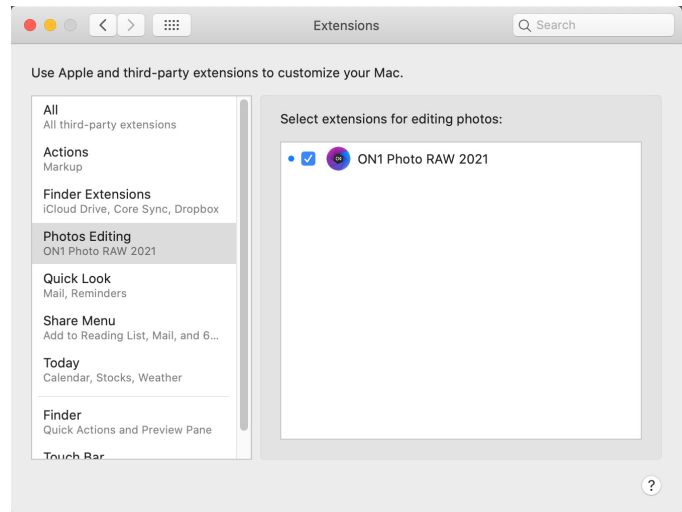 Extensions
Search
Use Apple and third-party extensions to customize your Mac.
All
All third-party extensions
Actions
Markup
Finder Extensions
iCloud Drive, Core Sync, Dropbox
Photos Editing
ON1 Photo RAW 2021
Quick Look
Mail, Reminders
Share Menu
Add to Reading List, Mail, and 6...
Today
Calendar, Stocks, Weather
Finder
Quick Actions and Preview Pane
Touch Bar
Select extensions for editing photos:
ON1 Photo RAW 2021
?